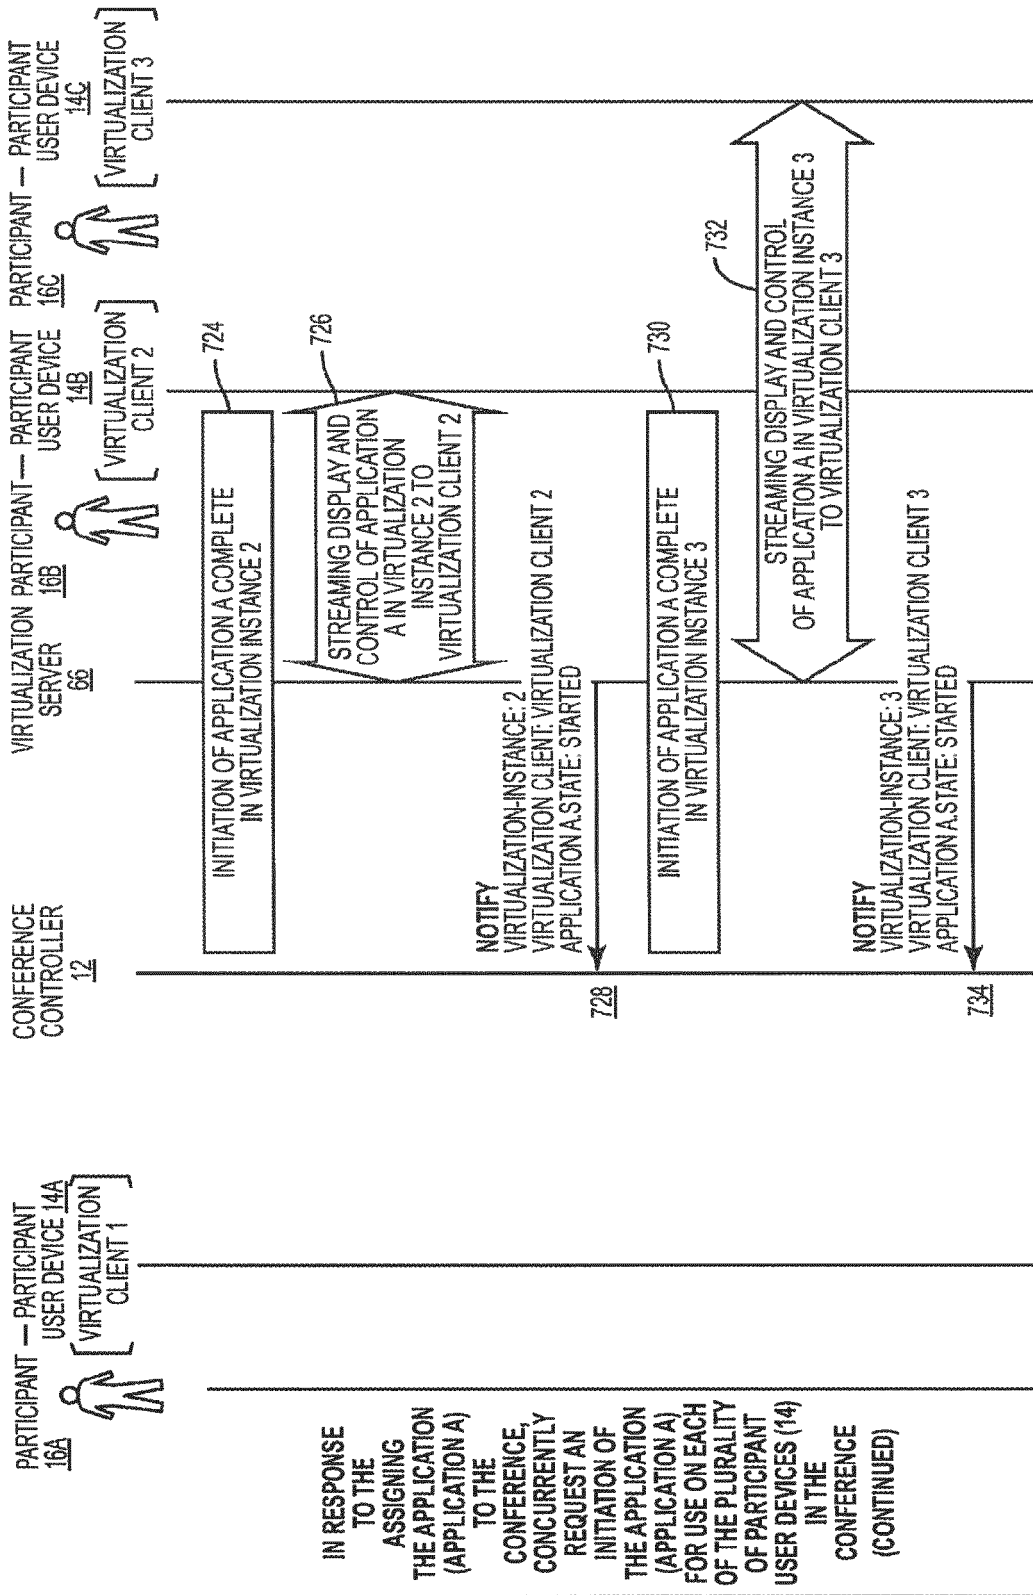 PARTICIPANT — PARTICIPANT
16A
USER DEVICE 14A
VIRTUALIZATION
CLIENT 1
CONFERENCE
CONTROLLER
12
VIRTUALIZATION
SERVER
66
PARTICIPANT — PARTICIPANT
16B
USER DEVICE
14B
VIRTUALIZATION
CLIENT 2
PARTICIPANT — PARTICIPANT
16C
USER DEVICE
14C
VIRTUALIZATION
CLIENT 3
IN RESPONSE
TO THE
ASSIGNING
THE APPLICATION
(APPLICATION A)
TO THE
CONFERENCE,
CONCURRENTLY
REQUEST AN
INITIATION OF
THE APPLICATION
(APPLICATION A)
FOR USE ON EACH
OF THE PLURALITY
OF PARTICIPANT
USER DEVICES (14)
IN THE
CONFERENCE
(CONTINUED)
INITIATION OF APPLICATION A COMPLETE
IN VIRTUALIZATION INSTANCE 2
724
STREAMING DISPLAY AND
CONTROL OF APPLICATION
A IN VIRTUALIZATION
INSTANCE 2 TO
VIRTUALIZATION CLIENT 2
726
NOTIFY
VIRTUALIZATION-INSTANCE: 2
VIRTUALIZATION CLIENT: VIRTUALIZATION CLIENT 2
APPLICATION A.STATE: STARTED
728
INITIATION OF APPLICATION A COMPLETE
IN VIRTUALIZATION INSTANCE 3
730
STREAMING DISPLAY AND CONTROL
OF APPLICATION A IN VIRTUALIZATION INSTANCE 3
TO VIRTUALIZATION CLIENT 3
732
NOTIFY
VIRTUALIZATION-INSTANCE: 3
VIRTUALIZATION CLIENT: VIRTUALIZATION CLIENT 3
APPLICATION A.STATE: STARTED
734